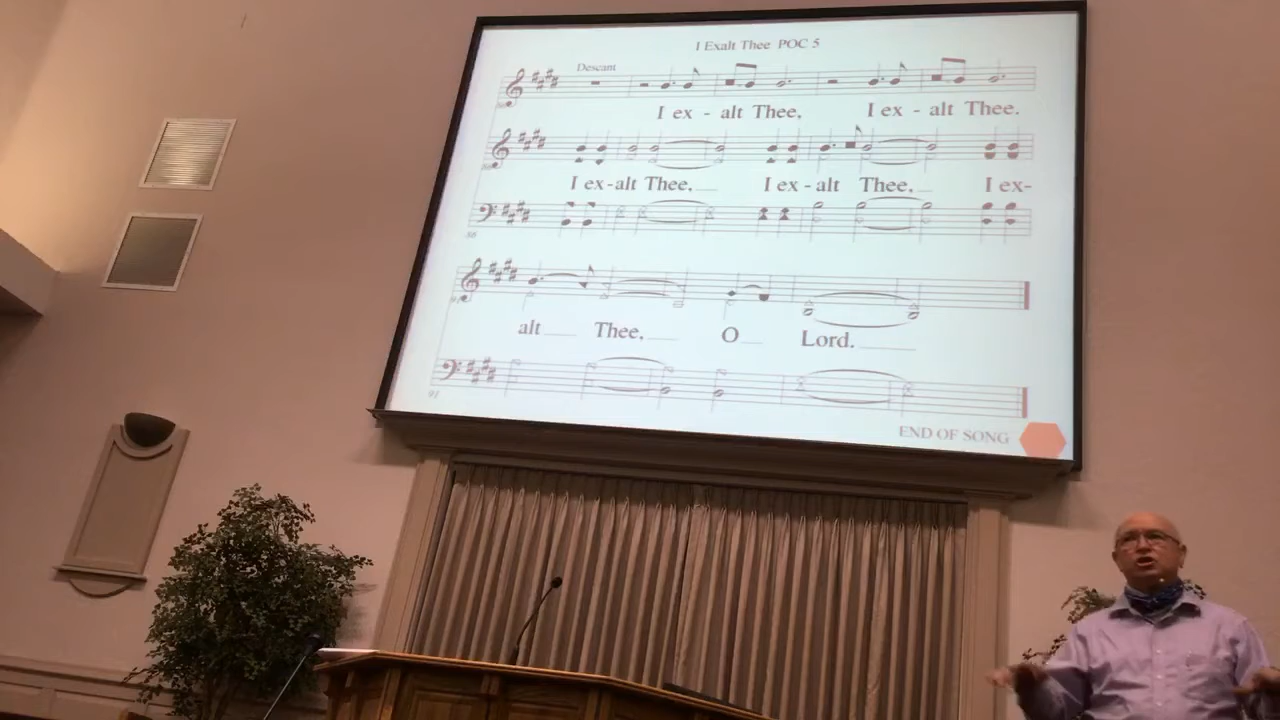 I Exalt Thee POC 5
Descant
I ex - alt Thee, I ex - alt Thee.
I ex-alt Thee, I ex - alt Thee, I ex-
alt Thee, O Lord.
97
END OF SONG